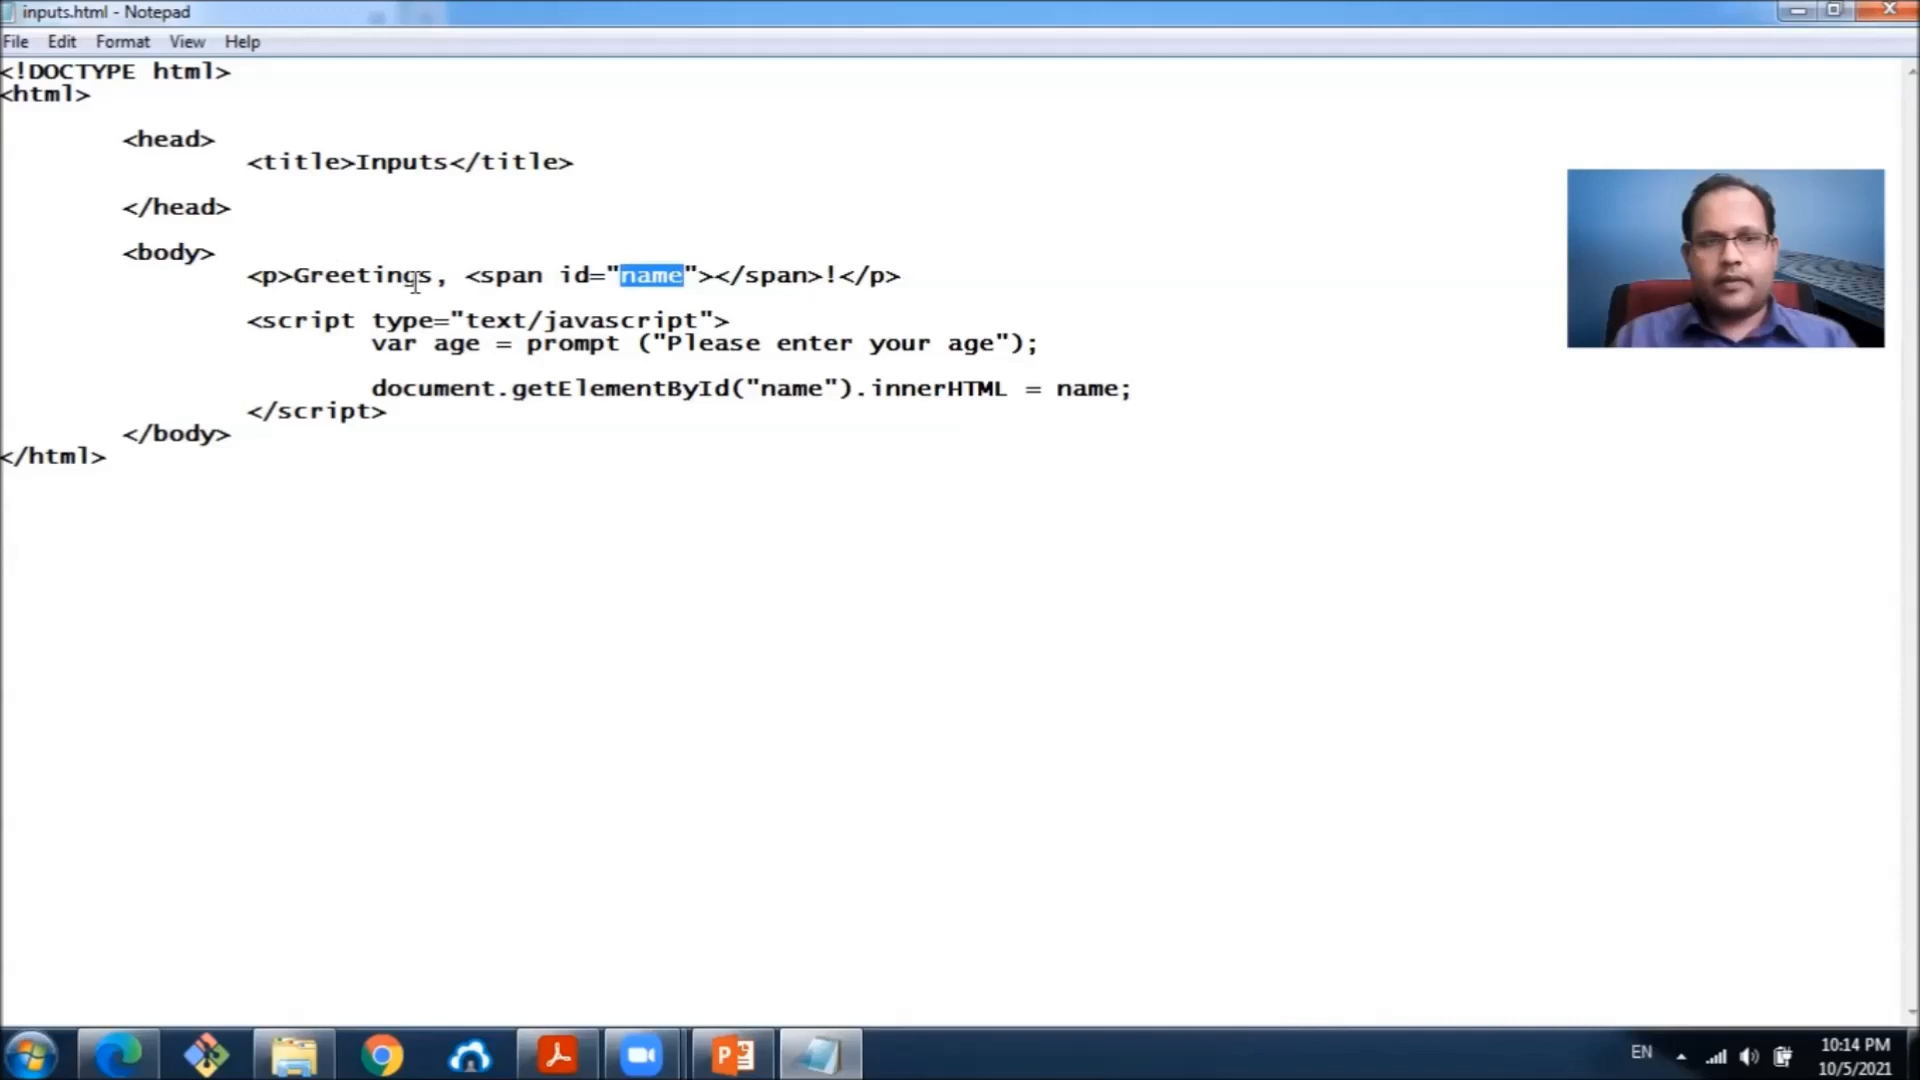 inputs.html - Notepad
File Edit Format View Help
<!DOCTYPE html>
<html>
<head>
<title>Inputs</title>
</head>
<body>
<p>Greetings, <span id="name"></span>!</p>
<script type="text/javascript">
var age = prompt ("Please enter your age");
document.getElementById("name").innerHTML = name;
</script>
</body>
</html>
EN
10:14 PM
10/5/2021